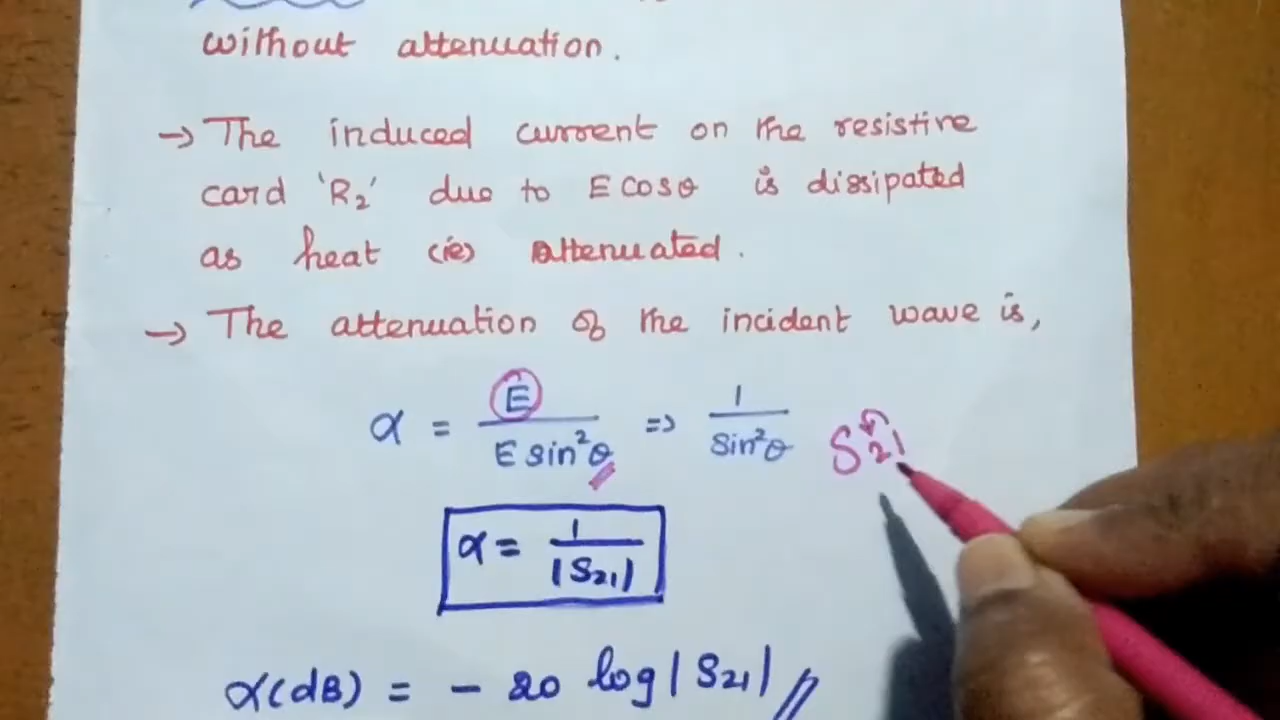 without attenuation.
→ The induced current on the resistive
card 'R₂' due to E cosθ is dissipated
as heat (ie) attenuated.
→ The attenuation of the incident wave is,
α = E / E sin²θ ⇒ 1 / sin²θ S₂₁
α = 1 / |S₂₁|
α(dB) = - 20 log |S₂₁| //